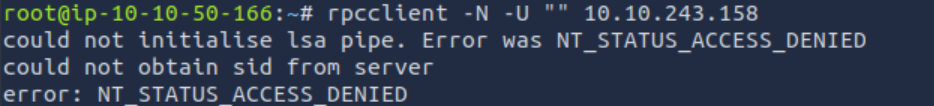 root@ip-10-10-50-166:~# rpcclient -N -U "" 10.10.243.158
could not initialise lsa pipe. Error was NT_STATUS_ACCESS_DENIED
could not obtain sid from server
error: NT_STATUS_ACCESS_DENIED